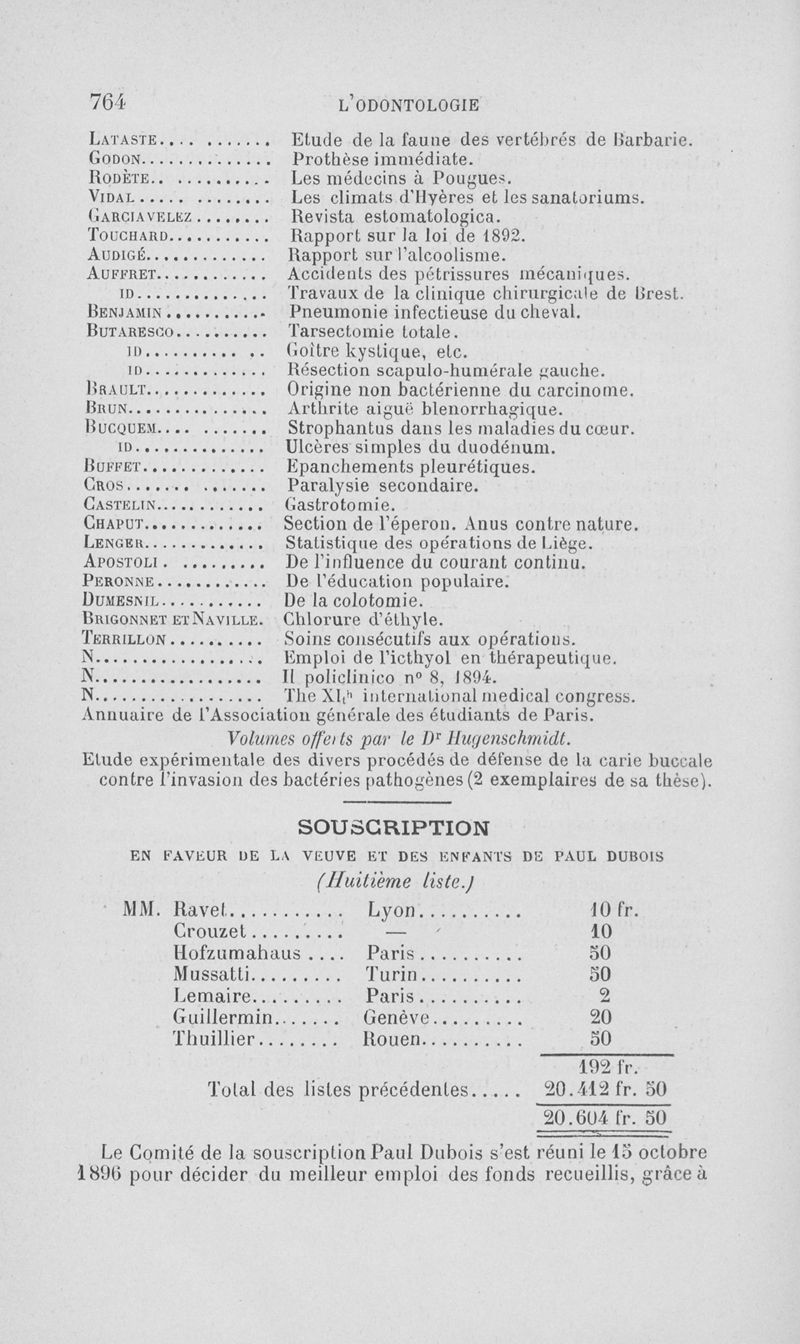 764 L'ODONTOLOGIE
LATASTE.... ....... Etude de la faune des vertébrés de Barbarie.
GODON.............. Prothèse immédiate.
RODÈTE.. .......... Les médecins à Pougues.
VIDAL..... ........ Les climats d'Hyères et les sanatoriums.
GARCIAVELEZ........ Revista estomatologica.
TOUCHARD........... Rapport sur la loi de 1892.
AUDIGÉ............. Rapport sur l'alcoolisme.
AUFFRET............ Accidents des pétrissures mécaniques.
ID.............. Travaux de la clinique chirurgicale de Brest.
BENJAMIN........... Pneumonie infectieuse du cheval.
BUTARESCO.......... Tarsectomie totale.
ID........... .. Goître kystique, etc.
ID............. Résection scapulo-humérale gauche.
BRAULT............. Origine non bactérienne du carcinome.
BRUN............... Arthrite aiguë blenorrhagique.
BUCQUEM.... ....... Strophantus dans les maladies du cœur.
ID.............. Ulcères simples du duodénum.
BUFFET............. Epanchements pleurétiques.
CROS....... ....... Paralysie secondaire.
CASTELIN............ Gastrotomie.
CHAPUT............. Section de l'éperon. Anus contre nature.
LENGER............. Statistique des opérations de Liège.
APOSTOLI. ......... De l'influence du courant continu.
PERONNE............ De l'éducation populaire.
DUMESNIL........... De la colotomie.
BRIGONNET ET NAVILLE. Chlorure d'éthyle.
TERRILLON.......... Soins consécutifs aux opérations.
N.................. Emploi de l'icthyol en thérapeutique.
N.................. Il policlinico n° 8, 1894.
N.................. The XIth international medical congress.
Annuaire de l'Association générale des étudiants de Paris.
Volumes offerts par le Dr Hugenschmidt.
Etude expérimentale des divers procédés de défense de la carie buccale
contre l'invasion des bactéries pathogènes (2 exemplaires de sa thèse).
SOUSCRIPTION
EN FAVEUR DE LA VEUVE ET DES ENFANTS DE PAUL DUBOIS
(Huitième liste.)
MM. Ravet............ Lyon.......... 10 fr.
Crouzet.......... — 10
Hofzumahaus .... Paris........... 50
Mussatti......... Turin........... 50
Lemaire......... Paris........... 2
Guillermin....... Genève......... 20
Thuillier........ Rouen.......... 50
192 fr.
Total des listes précédentes..... 20.412 fr. 50
20.604 fr. 50
Le Comité de la souscription Paul Dubois s'est réuni le 15 octobre
1896 pour décider du meilleur emploi des fonds recueillis, grâce à